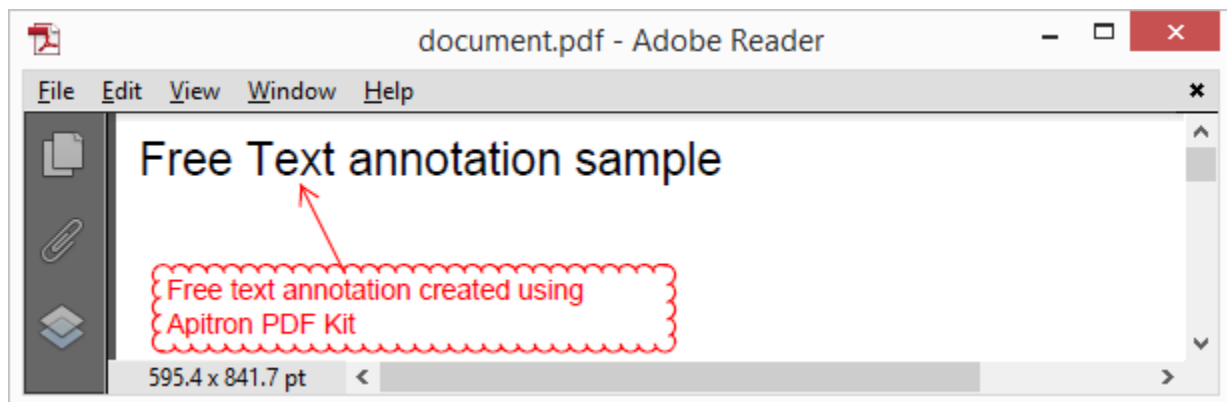 document.pdf - Adobe Reader
File Edit View Window Help
Free Text annotation sample
Free text annotation created using
Apitron PDF Kit
595.4 x 841.7 pt